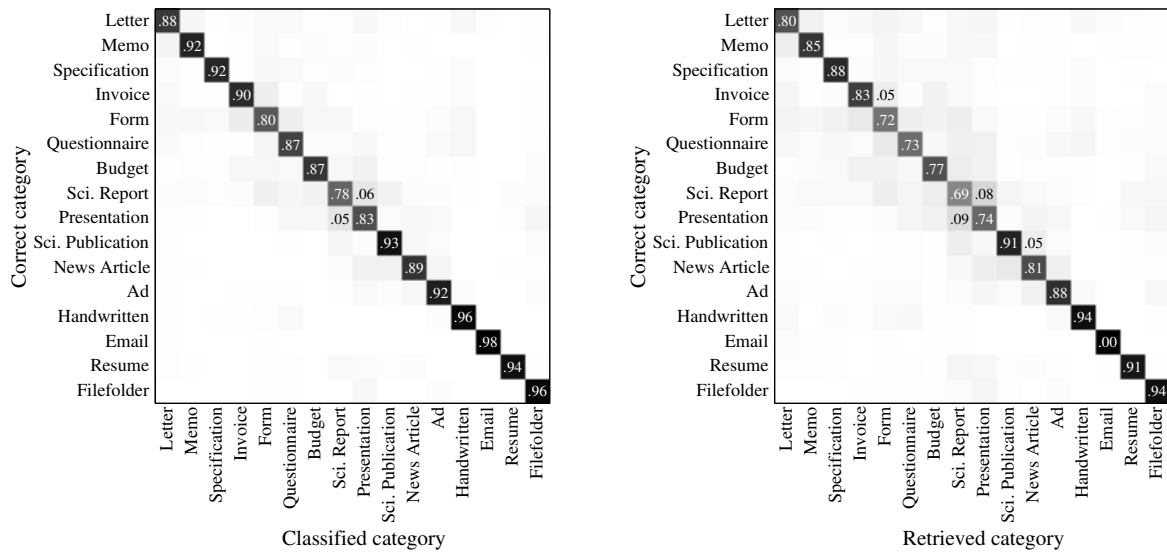 Letter
Memo
Specification
Invoice
Form
Questionnaire
Budget
Sci. Report
Presentation
Sci. Publication
News Article
Ad
Handwritten
Email
Resume
Filefolder
Correct category
.88
.92
.92
.90
.80
.87
.87
.78 .06
.05 .83
.93
.89
.92
.96
.98
.94
.96
Letter
Memo
Specification
Invoice
Form
Questionnaire
Budget
Sci. Report
Presentation
Sci. Publication
News Article
Ad
Handwritten
Email
Resume
Filefolder
Classified category
Letter
Memo
Specification
Invoice
Form
Questionnaire
Budget
Sci. Report
Presentation
Sci. Publication
News Article
Ad
Handwritten
Email
Resume
Filefolder
Correct category
.80
.85
.88
.83 .05
.72
.73
.77
.69 .08
.09 .74
.91 .05
.81
.88
.94
.00
.91
.94
Letter
Memo
Specification
Invoice
Form
Questionnaire
Budget
Sci. Report
Presentation
Sci. Publication
News Article
Ad
Handwritten
Email
Resume
Filefolder
Retrieved category